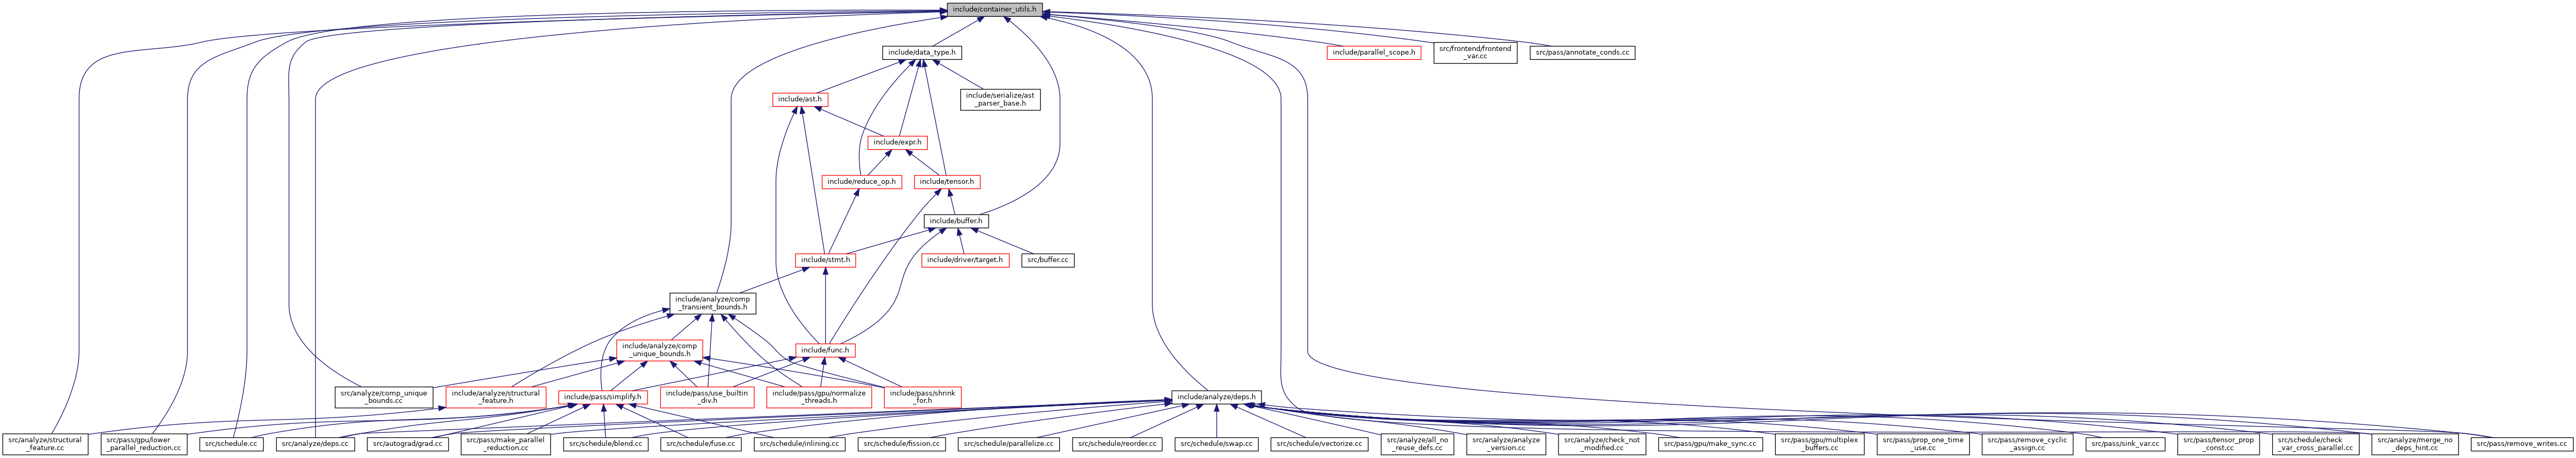 include/container_utils.h
include/data_type.h
include/parallel_scope.h
src/frontend/frontend
_var.cc
src/pass/annotate_conds.cc
include/ast.h
include/serialize/ast
_parser_base.h
include/expr.h
include/reduce_op.h
include/tensor.h
include/buffer.h
include/stmt.h
include/driver/target.h
src/buffer.cc
include/analyze/comp
_transient_bounds.h
include/analyze/comp
_unique_bounds.h
include/func.h
src/analyze/comp_unique
_bounds.cc
include/analyze/structural
_feature.h
include/pass/simplify.h
include/pass/use_builtin
_div.h
include/pass/gpu/normalize
_threads.h
include/pass/shrink
_for.h
include/analyze/deps.h
src/analyze/structural
_feature.cc
src/pass/gpu/lower
_parallel_reduction.cc
src/schedule.cc
src/analyze/deps.cc
src/autograd/grad.cc
src/pass/make_parallel
_reduction.cc
src/schedule/blend.cc
src/schedule/fuse.cc
src/schedule/inlining.cc
src/schedule/fission.cc
src/schedule/parallelize.cc
src/schedule/reorder.cc
src/schedule/swap.cc
src/schedule/vectorize.cc
src/analyze/all_no
_reuse_defs.cc
src/analyze/analyze
_version.cc
src/analyze/check_not
_modified.cc
src/pass/gpu/make_sync.cc
src/pass/gpu/multiplex
_buffers.cc
src/pass/prop_one_time
_use.cc
src/pass/remove_cyclic
_assign.cc
src/pass/sink_var.cc
src/pass/tensor_prop
_const.cc
src/schedule/check
_var_cross_parallel.cc
src/analyze/merge_no
_deps_hint.cc
src/pass/remove_writes.cc